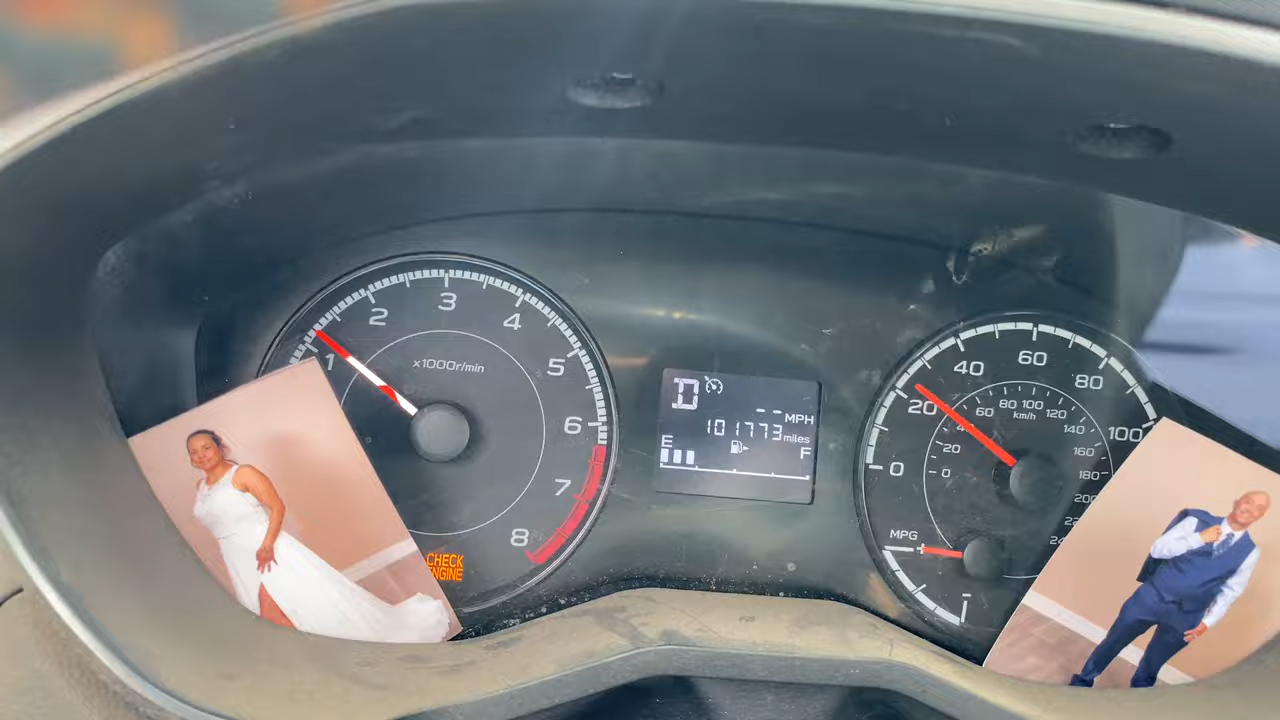 1 2 3 4 5 6 7 8
x1000r/min
CHECK
ENGINE
D
-- MPH
101773 miles
E F
0 20 40 60 80 100
0 20 40 60 80 100 120 140 160 180
km/h
MPG